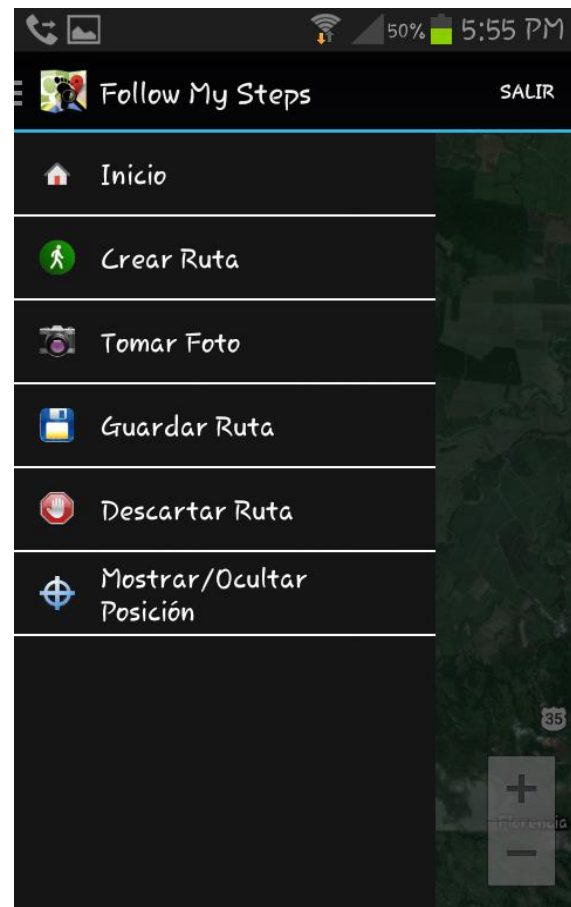 50% 5:55 PM
Follow My Steps SALIR
Inicio
Crear Ruta
Tomar Foto
Guardar Ruta
Descartar Ruta
Mostrar/Ocultar
Posición
35
+
Florencia
−